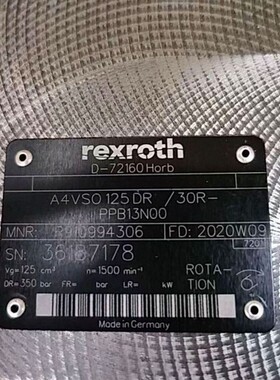 rexroth
D-72160 Horb
A4VSO 125 DR /30R-
PPB13N00
MNR: R910994306 FD: 2020W09
SN: 36167178 7201
Vg=125 cm³ n=1500 min⁻¹ ROTA-
DR=350 bar FR= bar LR= kW TION
Made in Germany